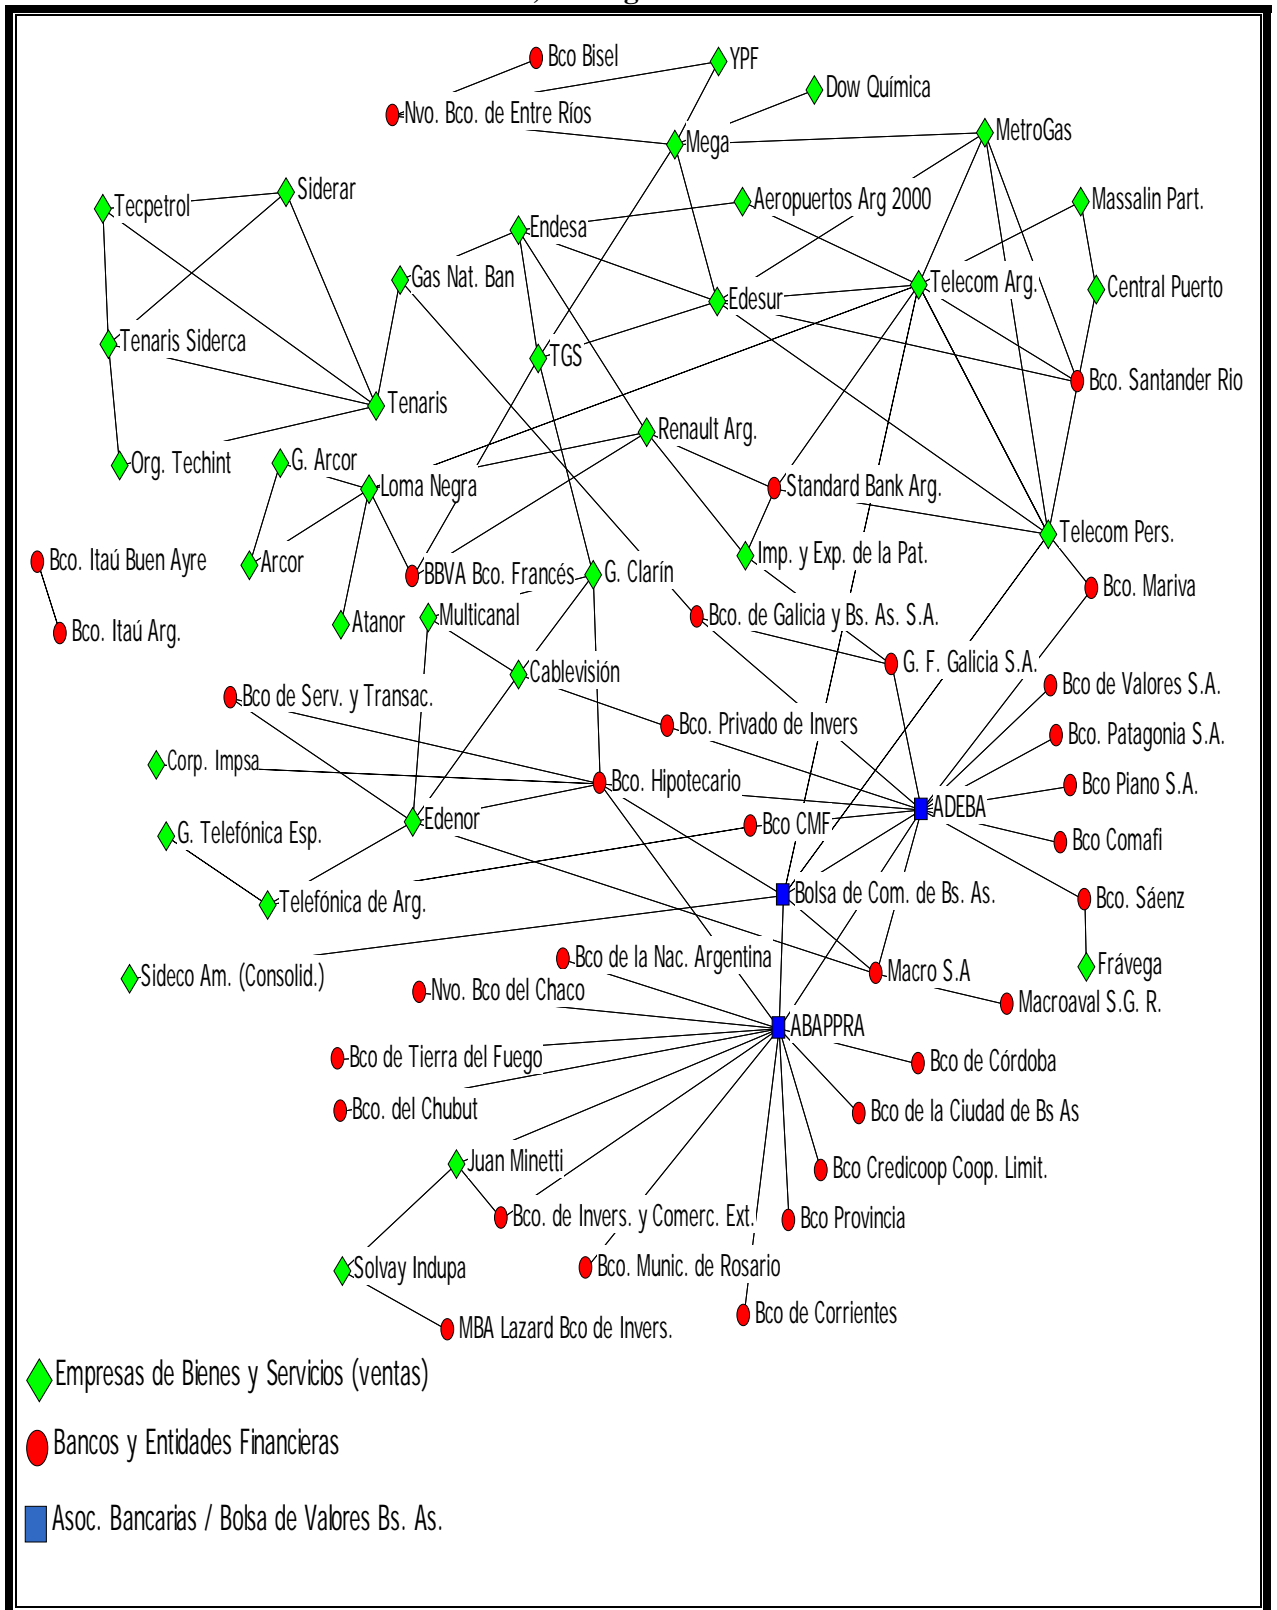 Bco Bisel
YPF
Dow Química
Nvo. Bco. de Entre Ríos
Mega
MetroGas
Siderar
Tecpetrol
Aeropuertos Arg 2000
Massalin Part.
Endesa
Gas Nat. Ban
Edesur
Telecom Arg.
Central Puerto
Tenaris Siderca
TGS
Bco. Santander Rio
Tenaris
Renault Arg.
Org. Techint
G. Arcor
Loma Negra
Standard Bank Arg.
Telecom Pers.
Bco. Itaú Buen Ayre
Arcor
BBVA Bco. Francés
G. Clarín
Imp. y Exp. de la Pat.
Bco. Mariva
Bco. Itaú Arg.
Atanor
Multicanal
Bco. de Galicia y Bs. As. S.A.
Cablevisión
G. F. Galicia S.A.
Bco de Valores S.A.
Bco de Serv. y Transac.
Bco. Privado de Invers
Bco. Patagonia S.A.
Corp. Impsa
Bco. Hipotecario
Bco Piano S.A.
ADEBA
G. Telefónica Esp.
Edenor
Bco CMF
Bco Comafi
Telefónica de Arg.
Bolsa de Com. de Bs. As.
Bco. Sáenz
Bco de la Nac. Argentina
Macro S.A
Frávega
Sideco Am. (Consolid.)
Nvo. Bco del Chaco
Macroaval S.G. R.
ABAPPRA
Bco de Tierra del Fuego
Bco de Córdoba
Bco. del Chubut
Bco de la Ciudad de Bs As
Juan Minetti
Bco Credicoop Coop. Limit.
Bco. de Invers. y Comerc. Ext.
Bco Provincia
Solvay Indupa
Bco. Munic. de Rosario
Bco de Corrientes
MBA Lazard Bco de Invers.
Empresas de Bienes y Servicios (ventas)
Bancos y Entidades Financieras
Asoc. Bancarias / Bolsa de Valores Bs. As.